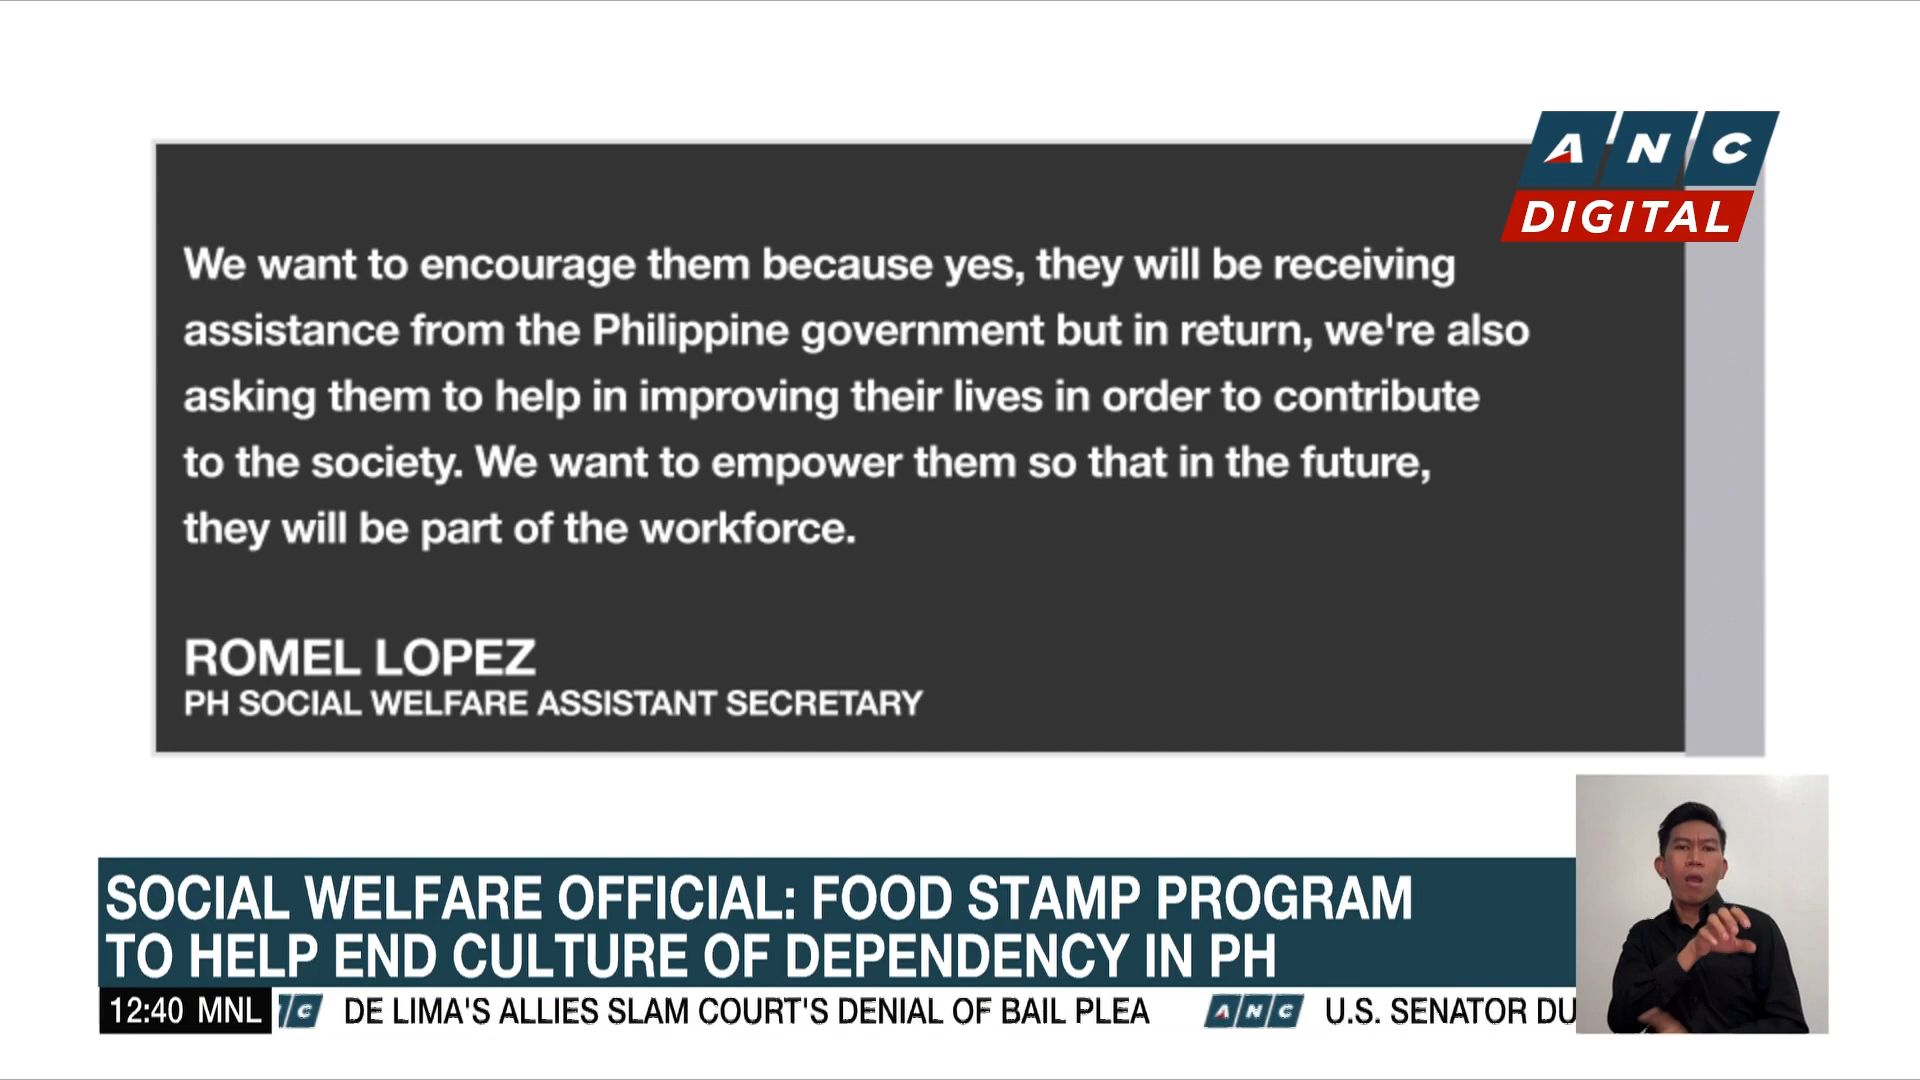 ANC
DIGITAL
We want to encourage them because yes, they will be receiving
assistance from the Philippine government but in return, we're also
asking them to help in improving their lives in order to contribute
to the society. We want to empower them so that in the future,
they will be part of the workforce.
ROMEL LOPEZ
PH SOCIAL WELFARE ASSISTANT SECRETARY
SOCIAL WELFARE OFFICIAL: FOOD STAMP PROGRAM
TO HELP END CULTURE OF DEPENDENCY IN PH
12:40 MNL C DE LIMA'S ALLIES SLAM COURT'S DENIAL OF BAIL PLEA ANC U.S. SENATOR DU